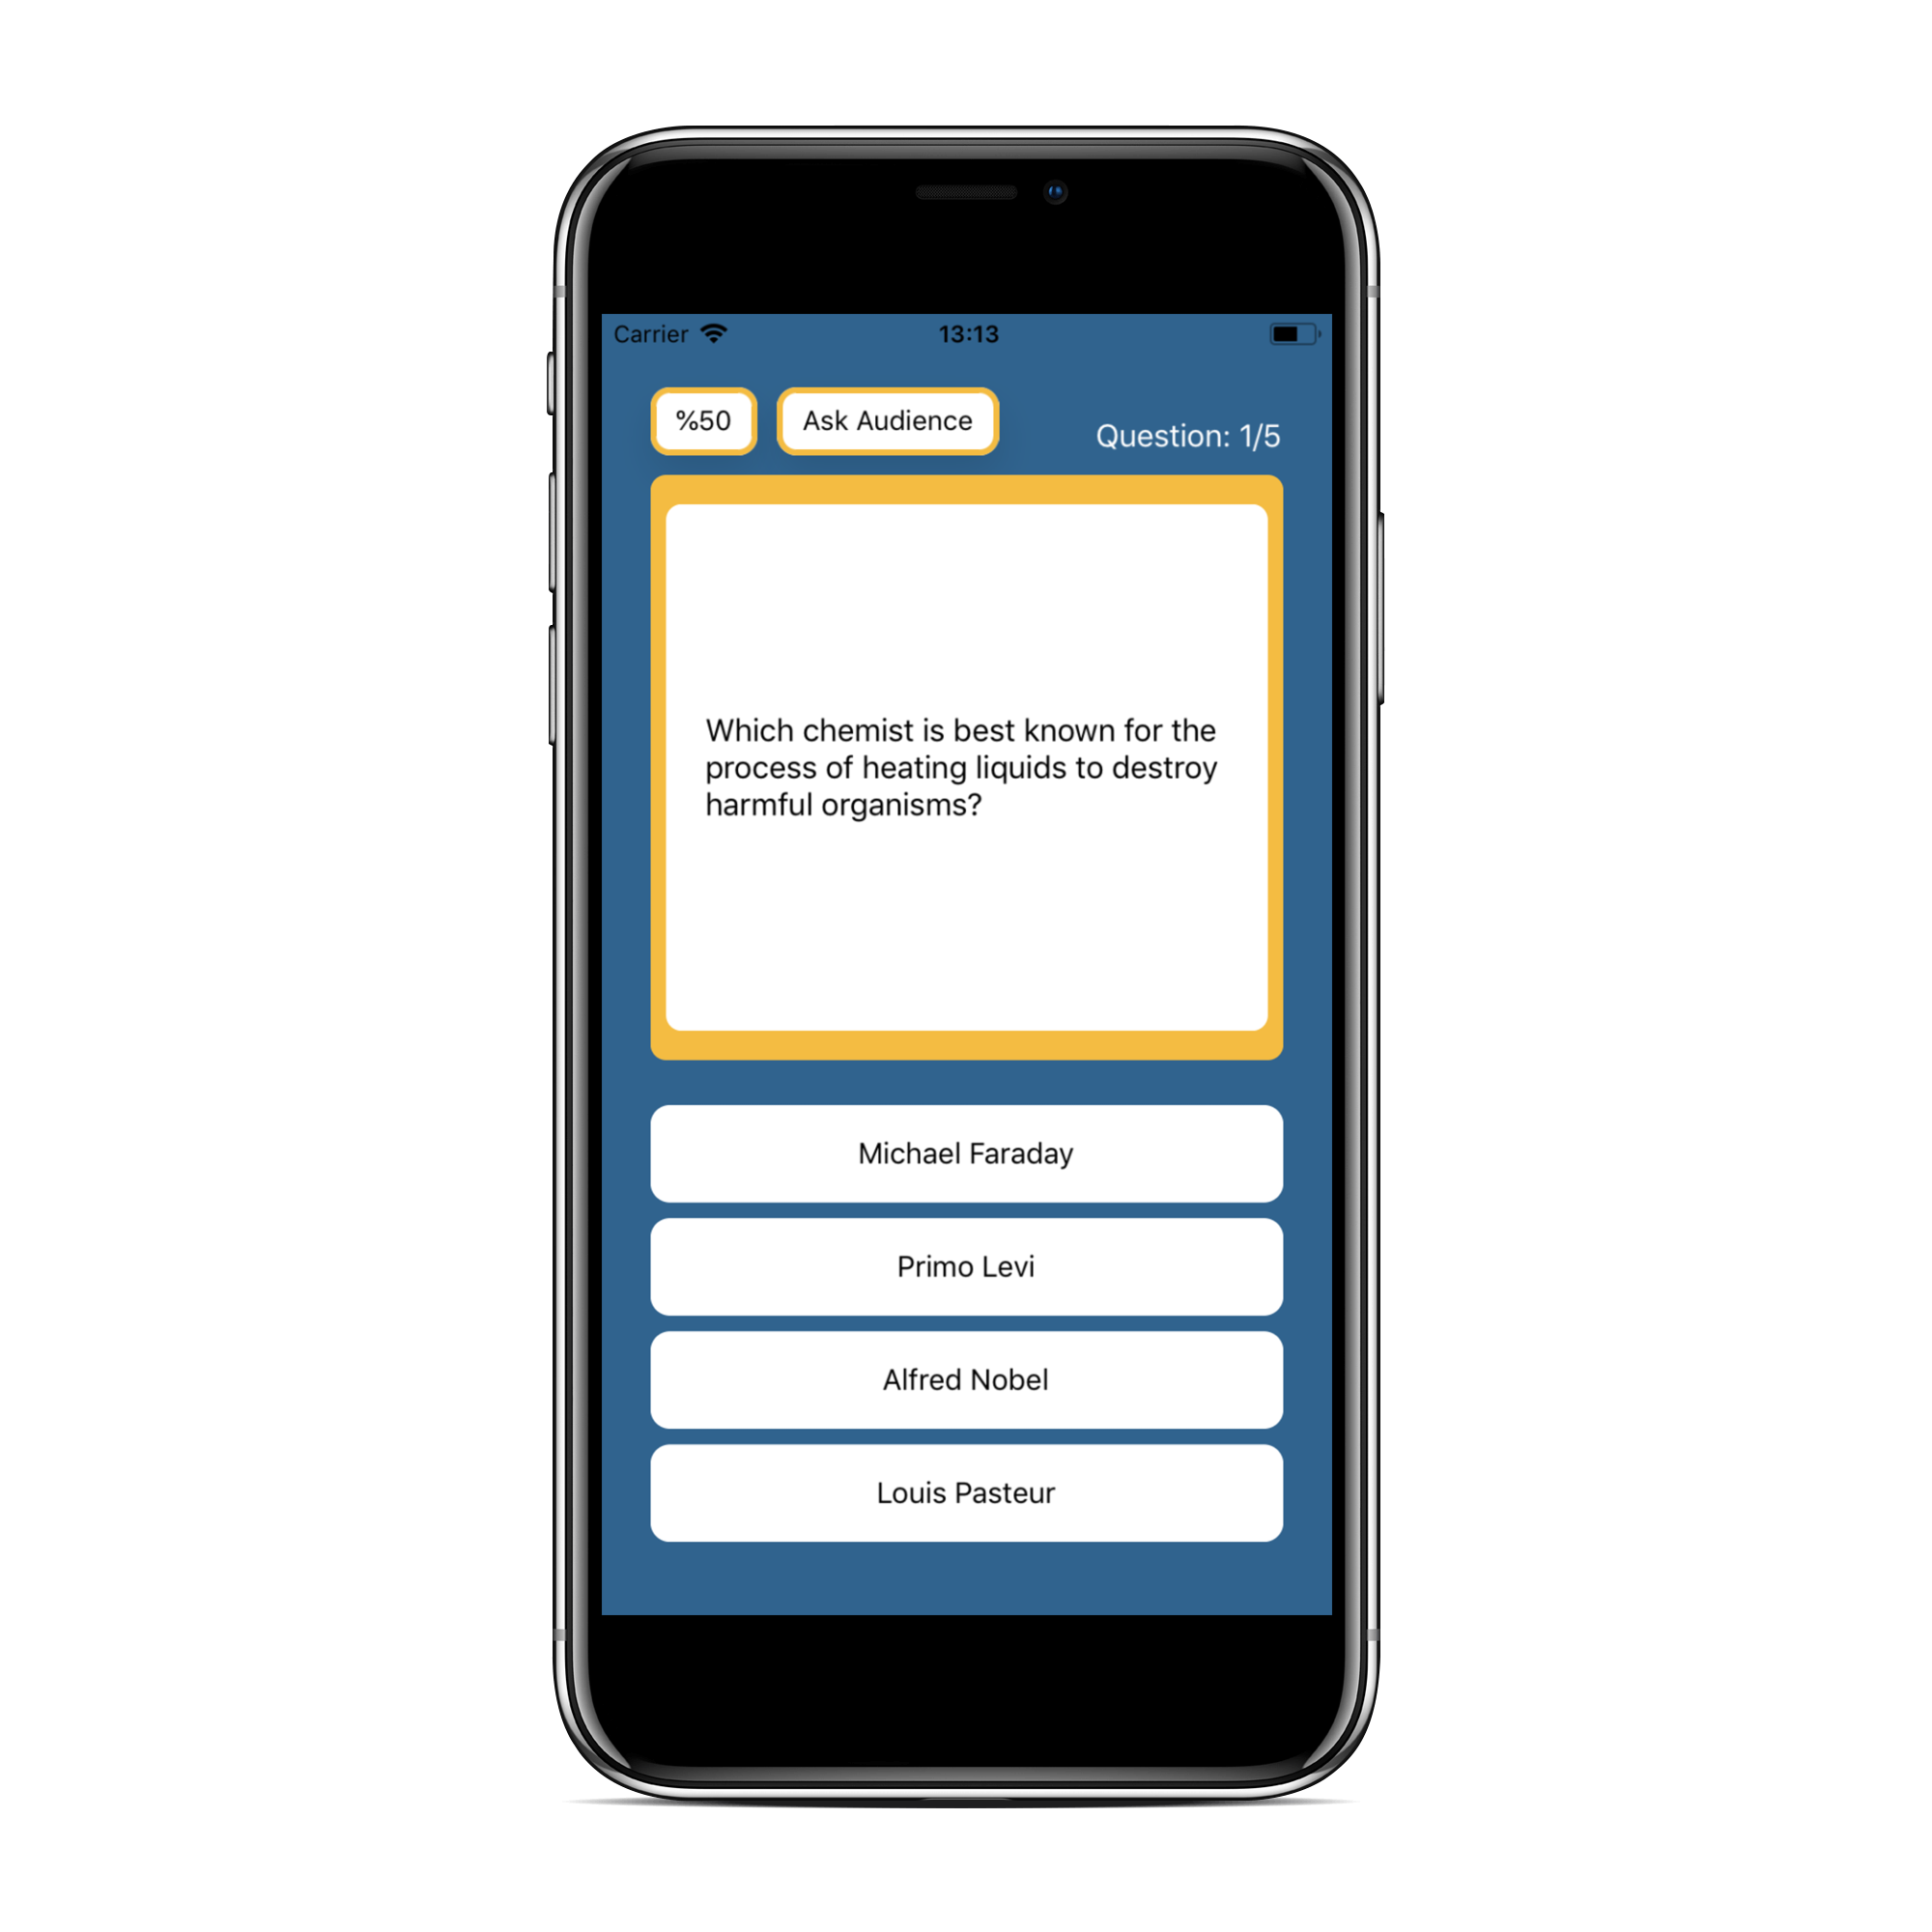 Carrier 13:13
%50 Ask Audience
Question: 1/5
Which chemist is best known for the
process of heating liquids to destroy
harmful organisms?
Michael Faraday
Primo Levi
Alfred Nobel
Louis Pasteur